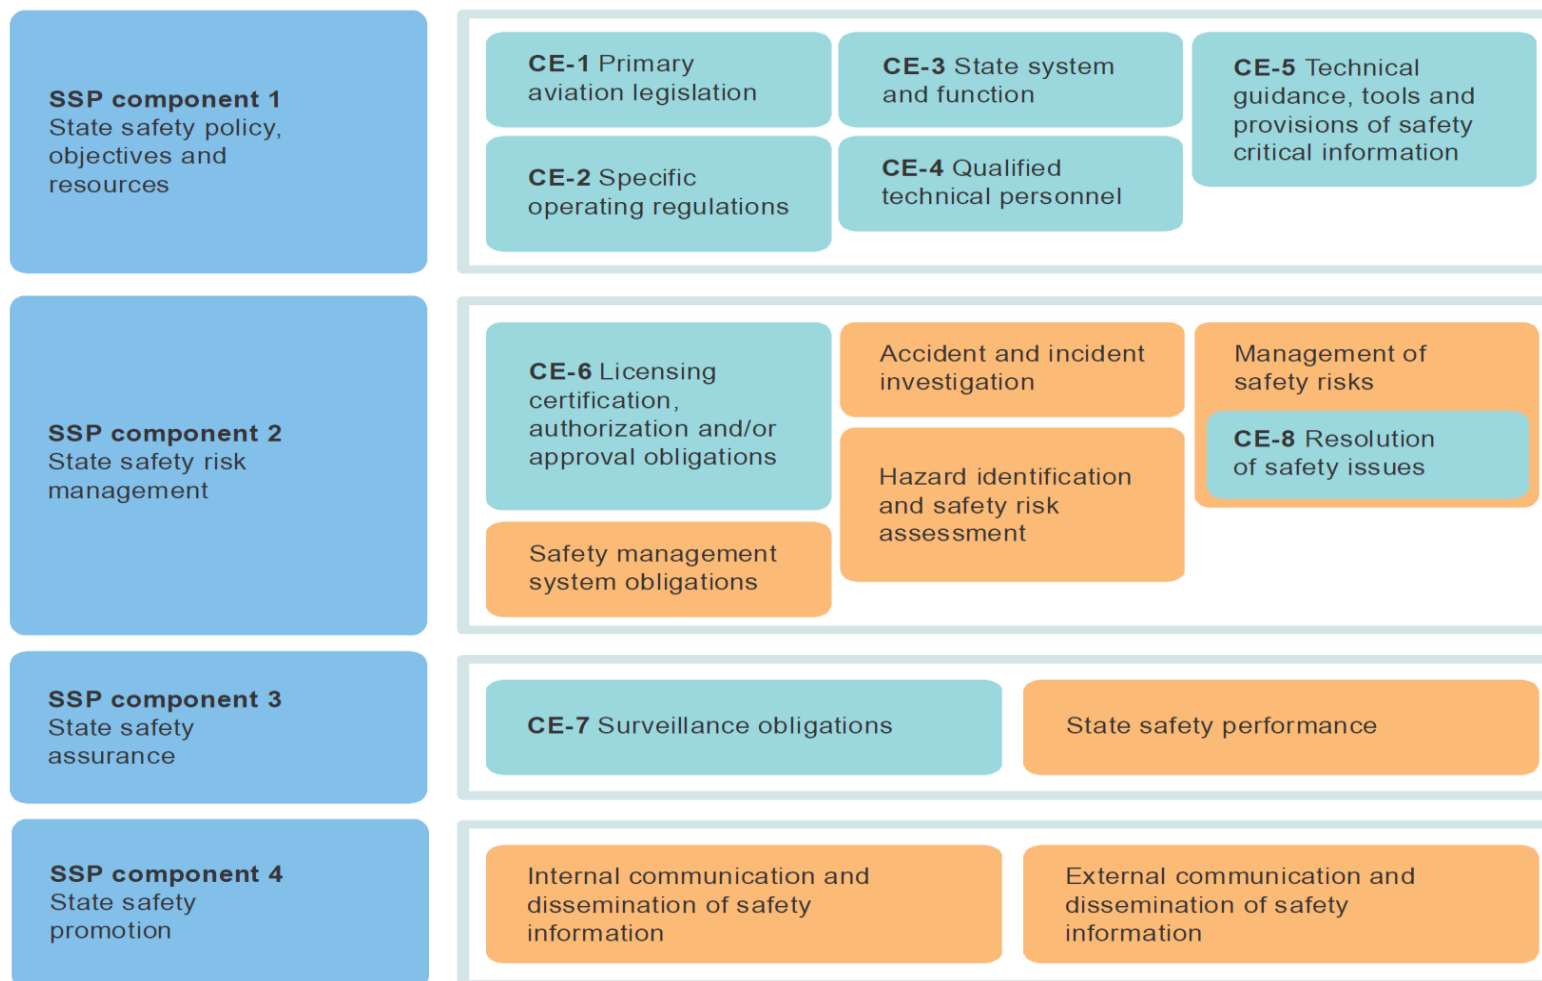 SSP component 1
State safety policy,
objectives and
resources
CE-1 Primary
aviation legislation
CE-2 Specific
operating regulations
CE-3 State system
and function
CE-4 Qualified
technical personnel
CE-5 Technical
guidance, tools and
provisions of safety
critical information
SSP component 2
State safety risk
management
CE-6 Licensing
certification,
authorization and/or
approval obligations
Safety management
system obligations
Accident and incident
investigation
Hazard identification
and safety risk
assessment
Management of
safety risks
CE-8 Resolution
of safety issues
SSP component 3
State safety
assurance
CE-7 Surveillance obligations
State safety performance
SSP component 4
State safety
promotion
Internal communication and
dissemination of safety
information
External communication and
dissemination of safety
information